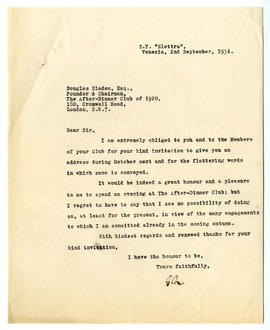 S.Y. "Elettra",
Venezia, 2nd September, 1934.
Douglas Sladen, Esq.,
Founder & Chairman,
The After-Dinner Club of 1920,
160, Cromwell Road,
London, S.W.7.
Dear Sir,
I am extremely obliged to you and to the Members
of your Club for your kind invitation to give you an
address during October next and for the flattering words
in which same is conveyed.
It would be indeed a great honour and a pleasure
to me to spend an evening at The After-Dinner Club; but
I regret to have to say that I see no possibility of doing
so, at least for the present, in view of the many engagements
to which I am committed already in the coming autumn.
With kindest regards and renewed thanks for your
kind invitation,
I have the honour to be,
Yours faithfully,